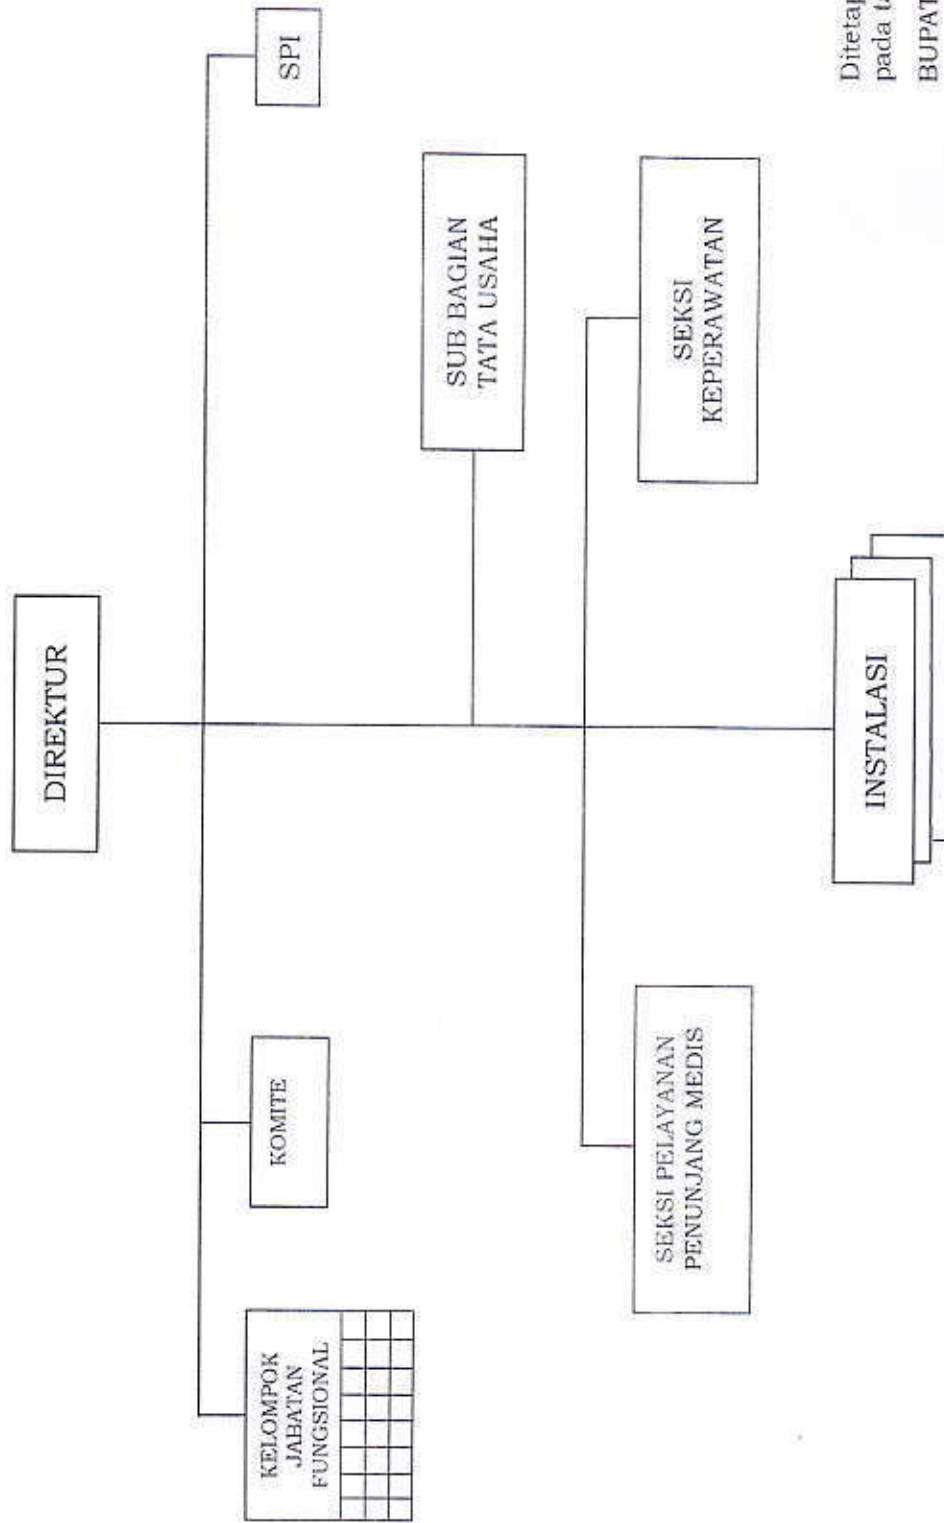 DIREKTUR
KELOMPOK
JABATAN
FUNGSIONAL
KOMITE
SPI
SUB BAGIAN
TATA USAHA
SEKSI PELAYANAN
PENUNJANG MEDIS
SEKSI
KEPERAWATAN
INSTALASI
Ditetap
pada ta
BUPAT